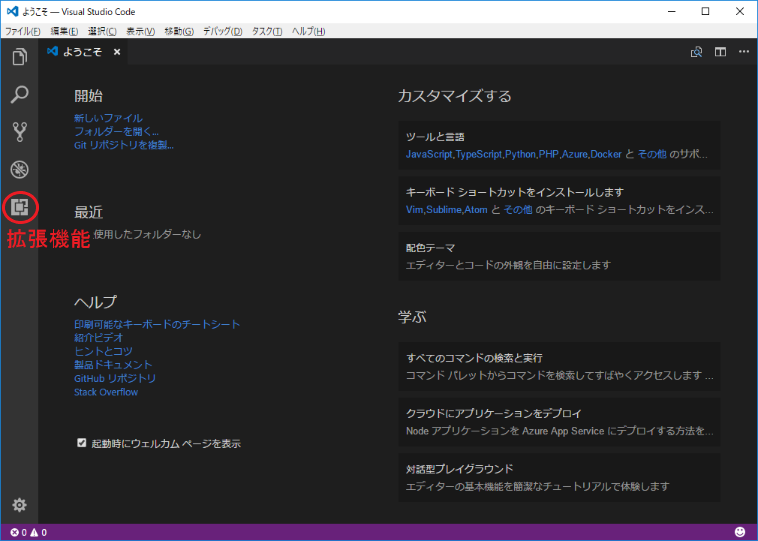 ようこそ — Visual Studio Code
ファイル(F) 編集(E) 選択(C) 表示(V) 移動(G) デバッグ(D) タスク(T) ヘルプ(H)
ようこそ
開始
新しいファイル
フォルダーを開く...
Git リポジトリを複製...
最近
使用したフォルダーなし
拡張機能
ヘルプ
印刷可能なキーボードのチートシート
紹介ビデオ
ヒントとコツ
製品ドキュメント
GitHub リポジトリ
Stack Overflow
起動時にウェルカム ページを表示
カスタマイズする
ツールと言語
JavaScript,TypeScript,Python,PHP,Azure,Docker と その他 のサポ...
キーボード ショートカットをインストールします
Vim,Sublime,Atom と その他 のキーボード ショートカットをインス...
配色テーマ
エディターとコードの外観を自由に設定します
学ぶ
すべてのコマンドの検索と実行
コマンド パレットからコマンドを検索してすばやくアクセスします ...
クラウドにアプリケーションをデプロイ
Node アプリケーションを Azure App Service にデプロイする方法を...
対話型プレイグラウンド
エディターの基本機能を簡潔なチュートリアルで体験します
0 0